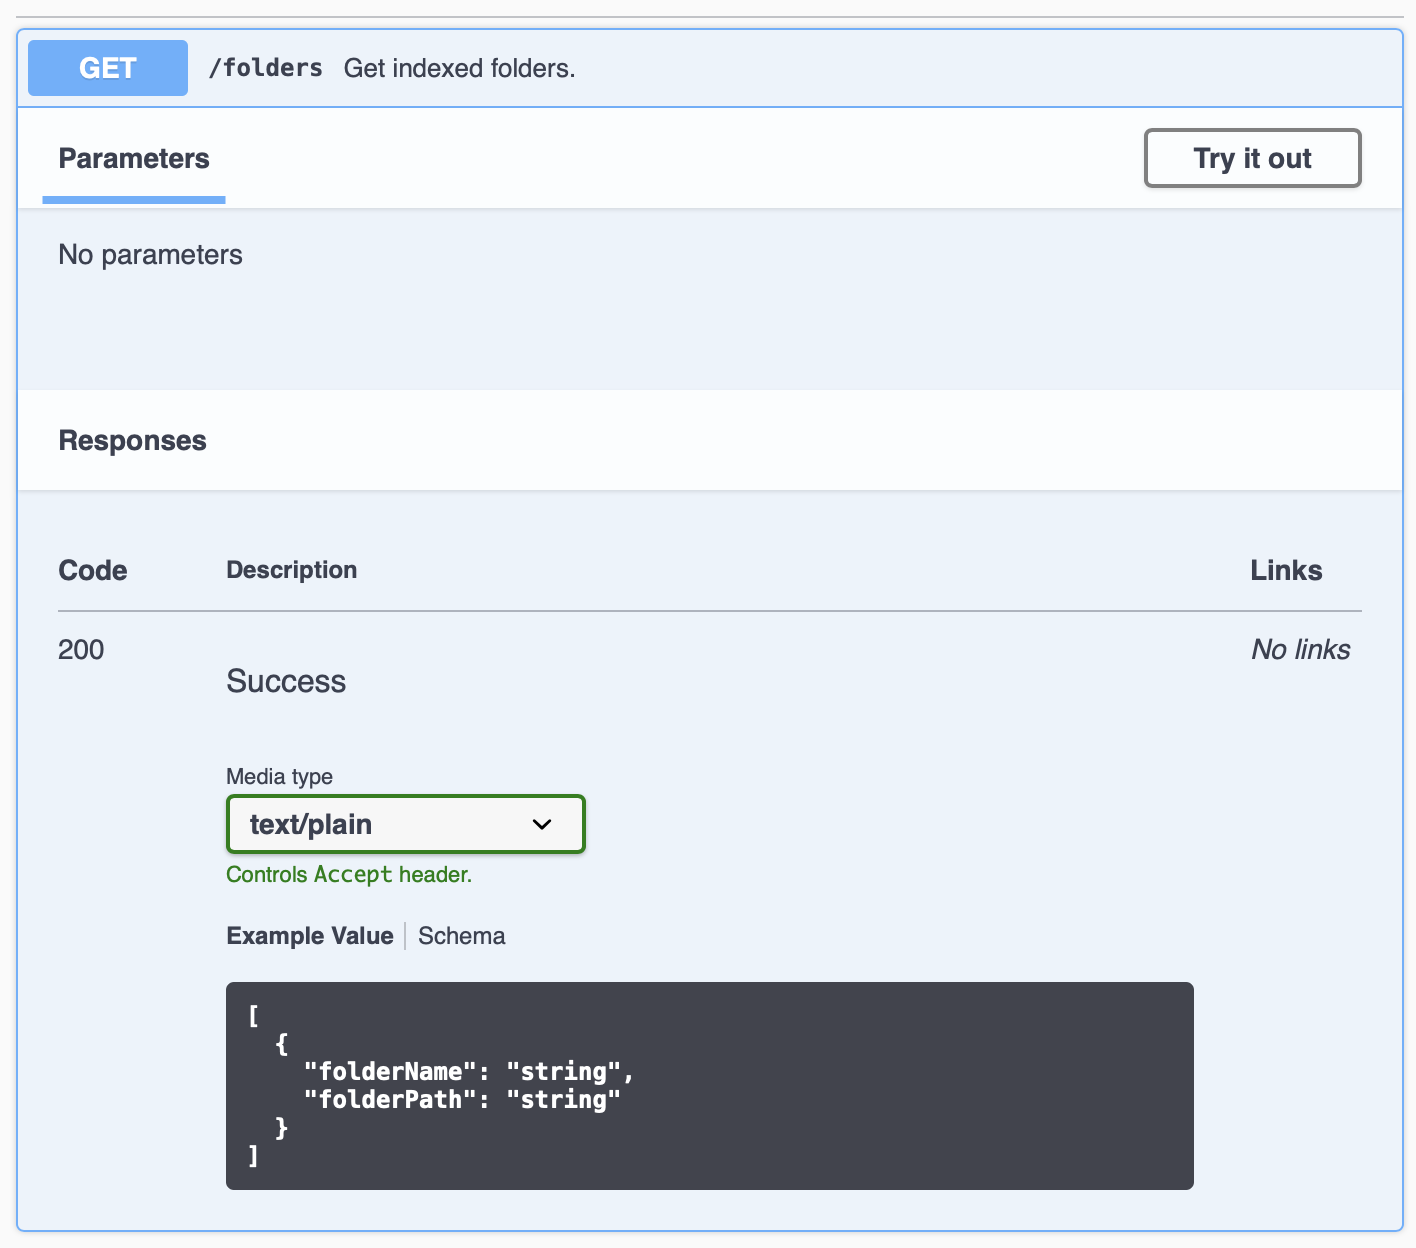 GET /folders Get indexed folders.
Parameters
Try it out
No parameters
Responses
Code Description Links
200 No links
Success
Media type
text/plain
Controls Accept header.
Example Value Schema
[
  {
    "folderName": "string",
    "folderPath": "string"
  }
]